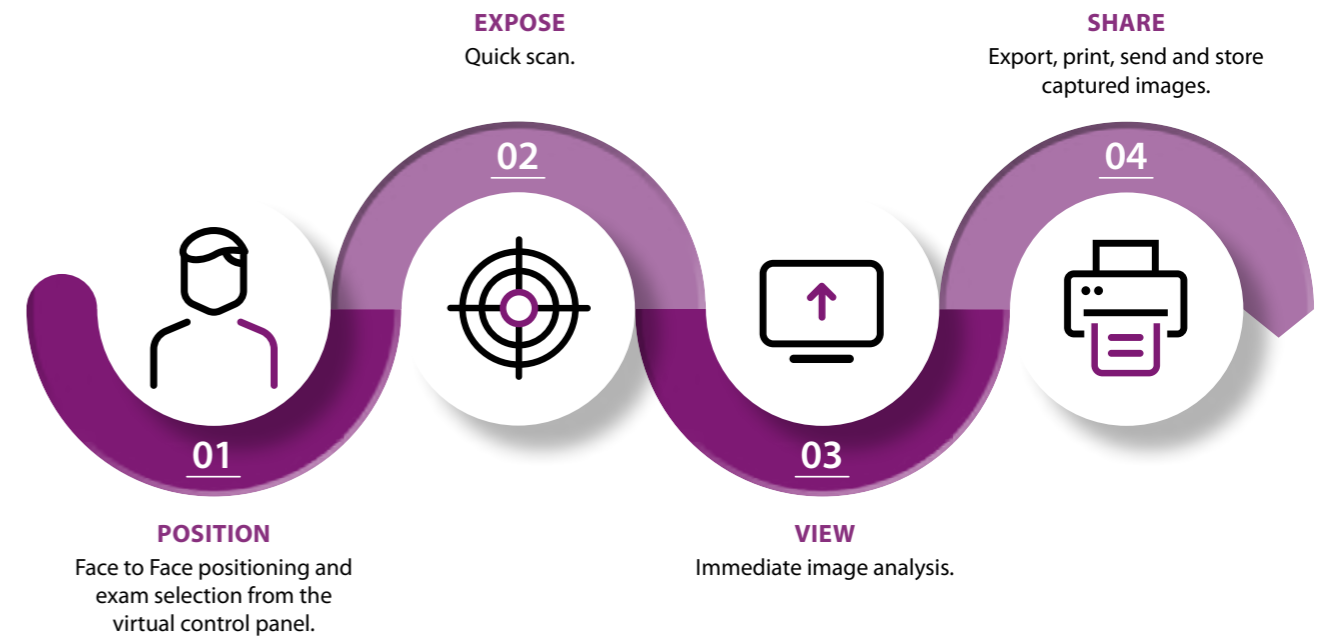 01
POSITION
Face to Face positioning and
exam selection from the
virtual control panel.
EXPOSE
Quick scan.
02
03
VIEW
Immediate image analysis.
SHARE
Export, print, send and store
captured images.
04